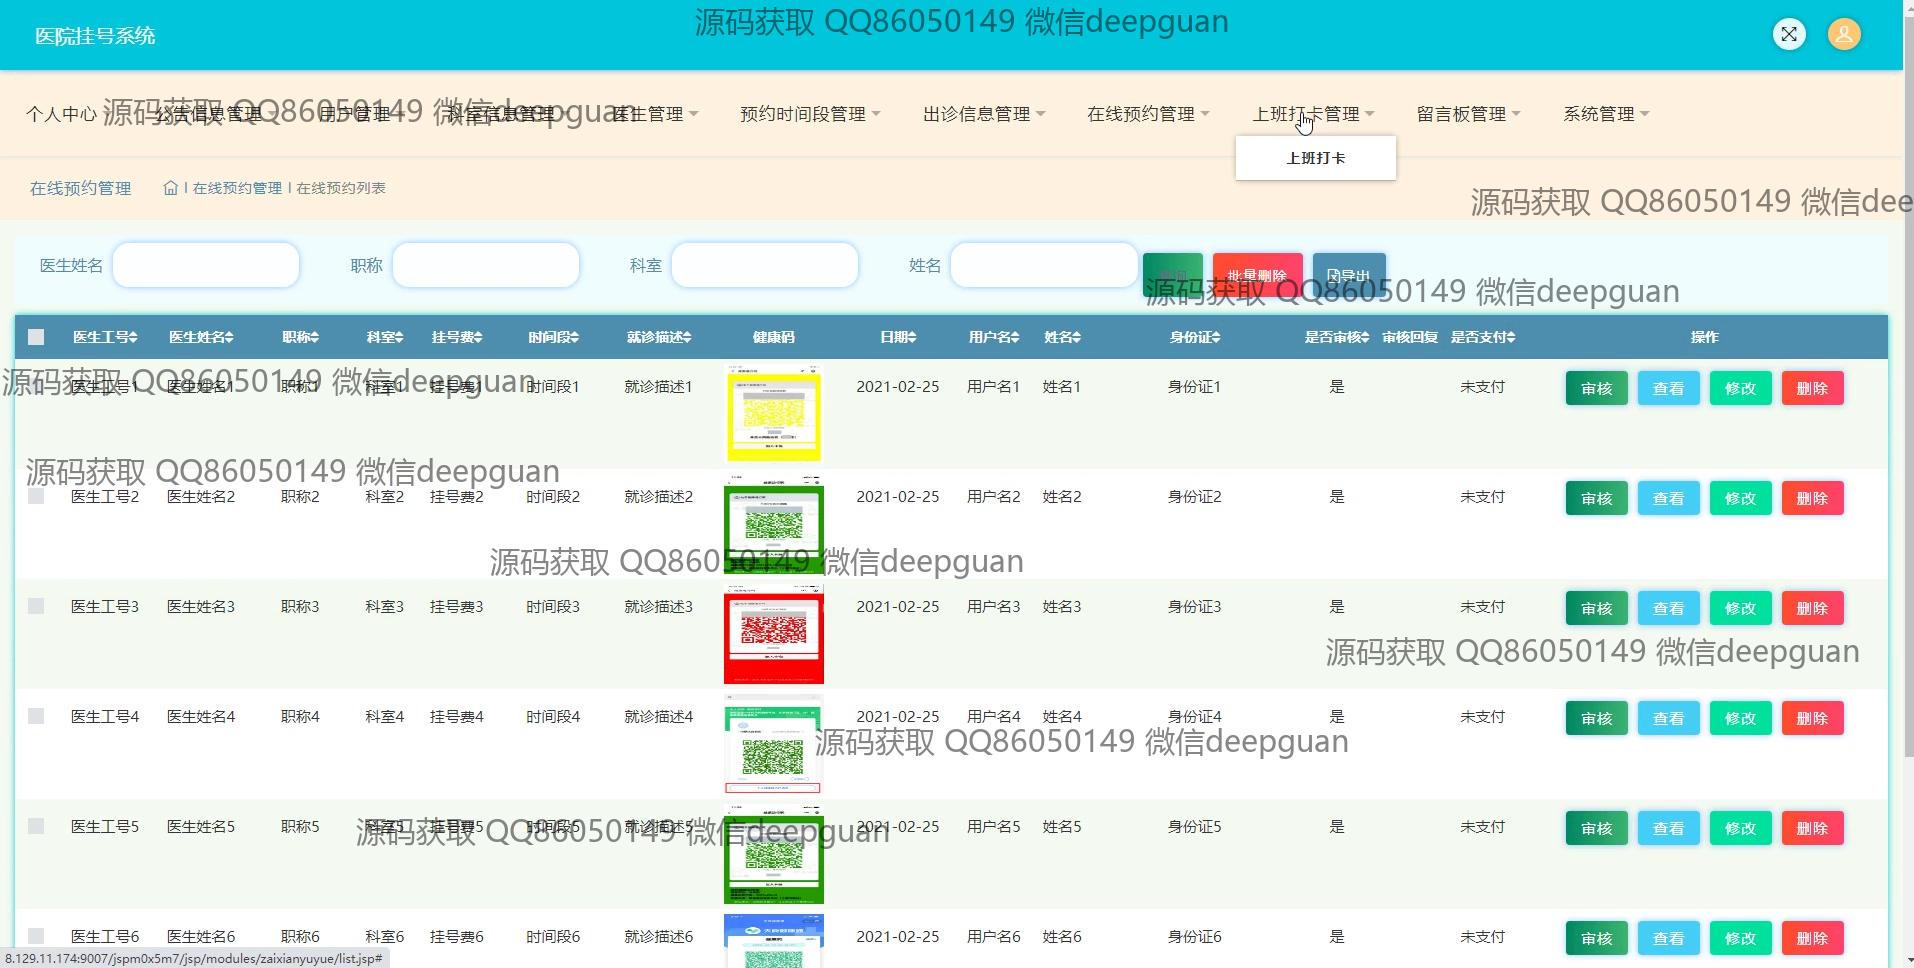 源码获取 QQ86050149 微信deepguan
医院挂号系统
个人中心 公告信息管理 用户管理 科室信息管理 医生管理 预约时间段管理 出诊信息管理 在线预约管理 上班打卡管理 留言板管理 系统管理
源码获取 QQ86050149 微信deepguan
上班打卡
在线预约管理 在线预约管理 在线预约列表
源码获取 QQ86050149 微信dee
医生姓名 职称 科室 姓名 批量删除 导出
源码获取 QQ86050149 微信deepguan
医生工号 医生姓名 职称 科室 挂号费 时间段 就诊描述 健康码 日期 用户名 姓名 身份证 是否审核 审核回复 是否支付 操作
医生工号1 医生姓名1 职称1 科室1 挂号费1 时间段1 就诊描述1 2021-02-25 用户名1 姓名1 身份证1 是 未支付 审核 查看 修改 删除
源码获取 QQ86050149 微信deepguan
源码获取 QQ86050149 微信deepguan
医生工号2 医生姓名2 职称2 科室2 挂号费2 时间段2 就诊描述2 2021-02-25 用户名2 姓名2 身份证2 是 未支付 审核 查看 修改 删除
源码获取 QQ86050149 微信deepguan
医生工号3 医生姓名3 职称3 科室3 挂号费3 时间段3 就诊描述3 2021-02-25 用户名3 姓名3 身份证3 是 未支付 审核 查看 修改 删除
源码获取 QQ86050149 微信deepguan
医生工号4 医生姓名4 职称4 科室4 挂号费4 时间段4 就诊描述4 2021-02-25 用户名4 姓名4 身份证4 是 未支付 审核 查看 修改 删除
源码获取 QQ86050149 微信deepguan
医生工号5 医生姓名5 职称5 科室5 挂号费5 时间段5 就诊描述5 2021-02-25 用户名5 姓名5 身份证5 是 未支付 审核 查看 修改 删除
源码获取 QQ86050149 微信deepguan
医生工号6 医生姓名6 职称6 科室6 挂号费6 时间段6 就诊描述6 2021-02-25 用户名6 姓名6 身份证6 是 未支付 审核 查看 修改 删除
8.129.11.174:9007/jspm0x5m7/jsp/modules/zaixianyuyue/list.jsp#